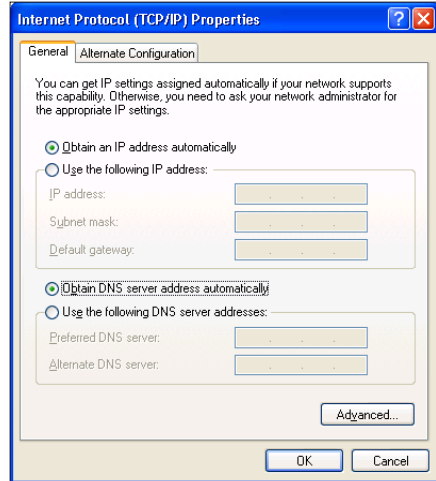 Internet Protocol (TCP/IP) Properties
General
Alternate Configuration
You can get IP settings assigned automatically if your network supports
this capability. Otherwise, you need to ask your network administrator for
the appropriate IP settings.
Obtain an IP address automatically
Use the following IP address:
IP address:
Subnet mask:
Default gateway:
Obtain DNS server address automatically
Use the following DNS server addresses:
Preferred DNS server:
Alternate DNS server:
Advanced...
OK
Cancel